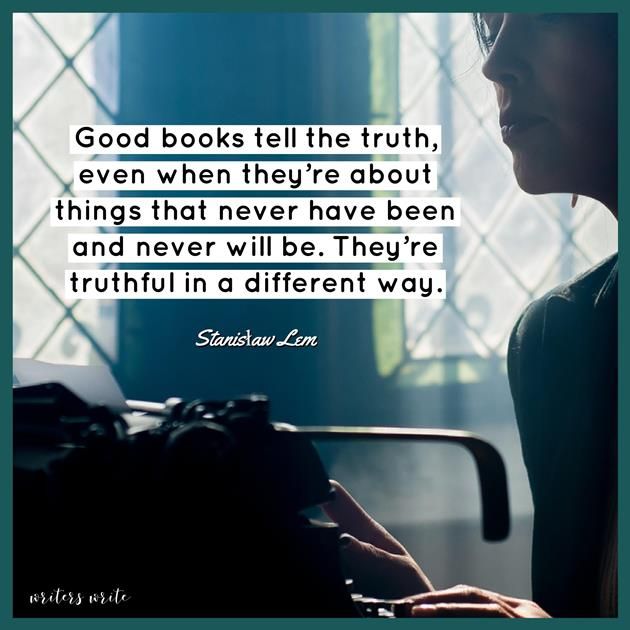 Good books tell the truth,
even when they’re about
things that never have been
and never will be. They’re
truthful in a different way.
Stanisław Lem
writers write